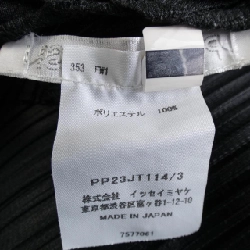 353 FW1
ポリエステル 100%
PP23JT114/3
株式会社 イッセイミヤケ
東京都渋谷区富ヶ谷1-12-10
MADE IN JAPAN
7577061